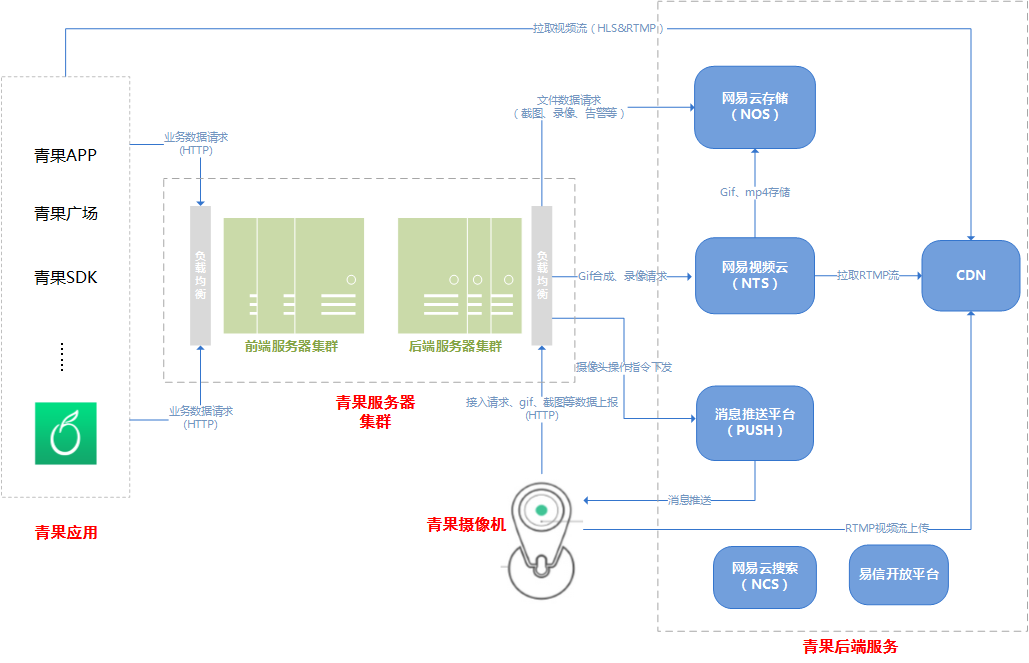 拉取视频流（HLS&RTMP）
青果APP
青果广场
青果SDK
青果应用
业务数据请求
(HTTP)
业务数据请求
(HTTP)
负载均衡
前端服务器集群
后端服务器集群
负载均衡
青果服务器
集群
文件数据请求
（截图、录像、告警等）
Gif合成、录像请求
摄像头操作指令下发
接入请求、gif、截图等数据上报
(HTTP)
青果摄像机
网易云存储
（NOS）
Gif、mp4存储
网易视频云
（NTS）
拉取RTMP流
CDN
消息推送平台
（PUSH）
消息推送
RTMP视频流上传
网易云搜索
（NCS）
易信开放平台
青果后端服务